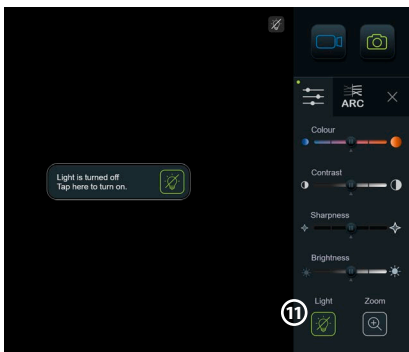 Light is turned off
Tap here to turn on.
ARC
Colour
Contrast
Sharpness
Brightness
Light
Zoom
11